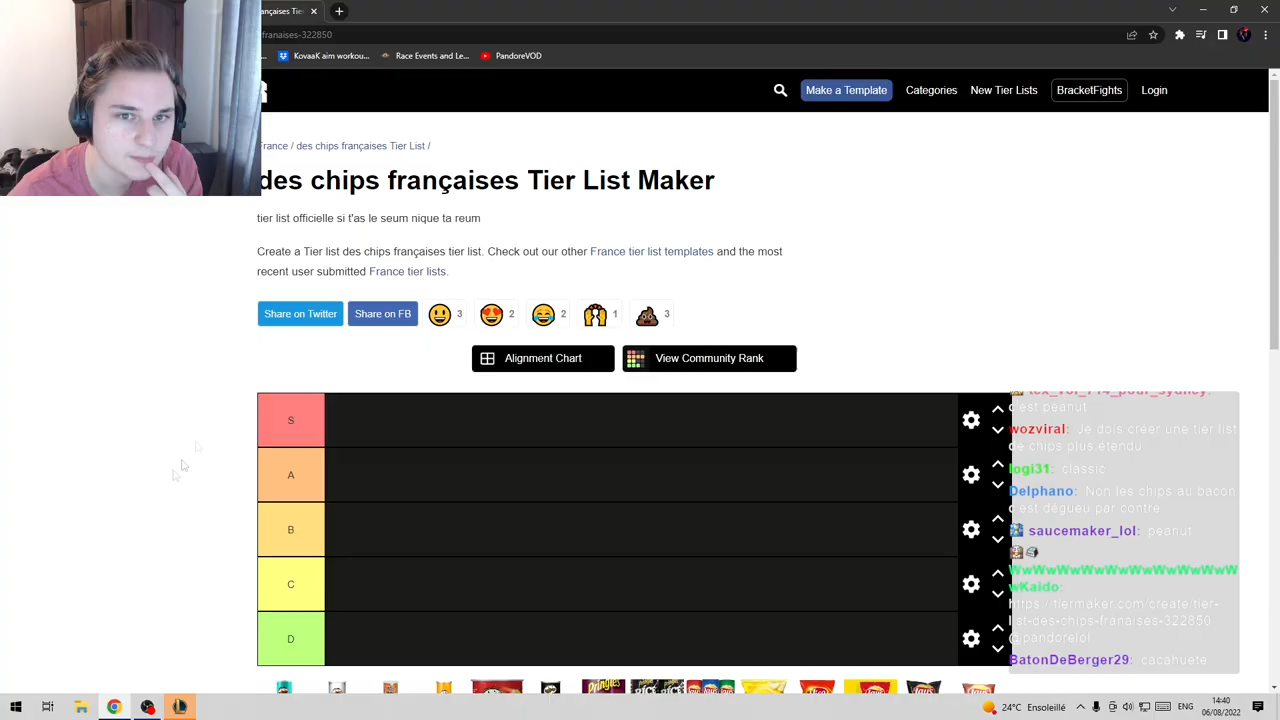 ançaises Tier l
franaises-322850
KovaaK aim workou...
Race Events and Le...
PandoreVOD
Make a Template
Categories
New Tier Lists
BracketFights
Login
France / des chips françaises Tier List /
des chips françaises Tier List Maker
tier list officielle si t'as le seum nique ta reum
Create a Tier list des chips françaises tier list. Check out our other France tier list templates and the most
recent user submitted France tier lists.
Share on Twitter
Share on FB
3
2
2
1
3
Alignment Chart
View Community Rank
S
A
B
C
D
c'est peanut
wozviral: Je dois créer une tier list
de chips plus étendu
logi31: classic
Delphano: Non les chips au bacon
c'est dégueu par contre
saucemaker_lol: peanut
WwWwWwWwWwWwWwWwWwW
wKaido:
https://tiermaker.com/create/tier-
list-des-chips-franaises-322850
@pandorelol
BatonDeBerger29: cacahuete
Pringles
24°C Ensoleillé
ENG
14:40
06/08/2022